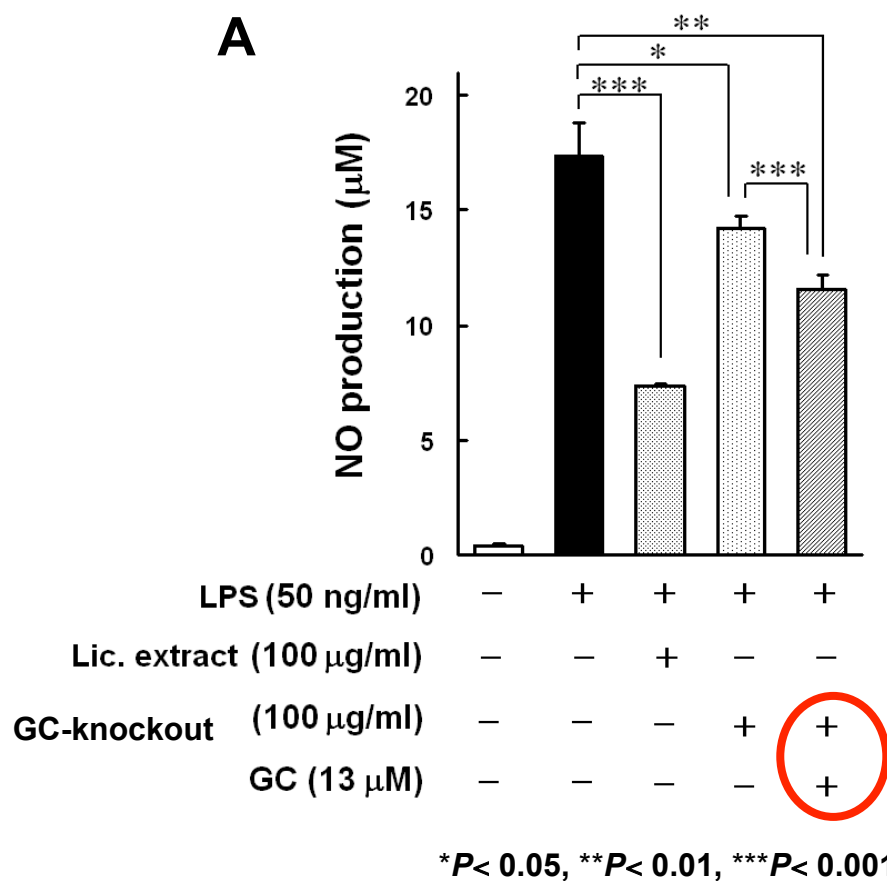 A
**
*
***
***
NO production (μM)
20
15
10
5
0
LPS (50 ng/ml) − + + + +
Lic. extract (100 μg/ml) − − + − −
GC-knockout (100 μg/ml) − − − + +
GC (13 μM) − − − − +
*P< 0.05, **P< 0.01, ***P< 0.001